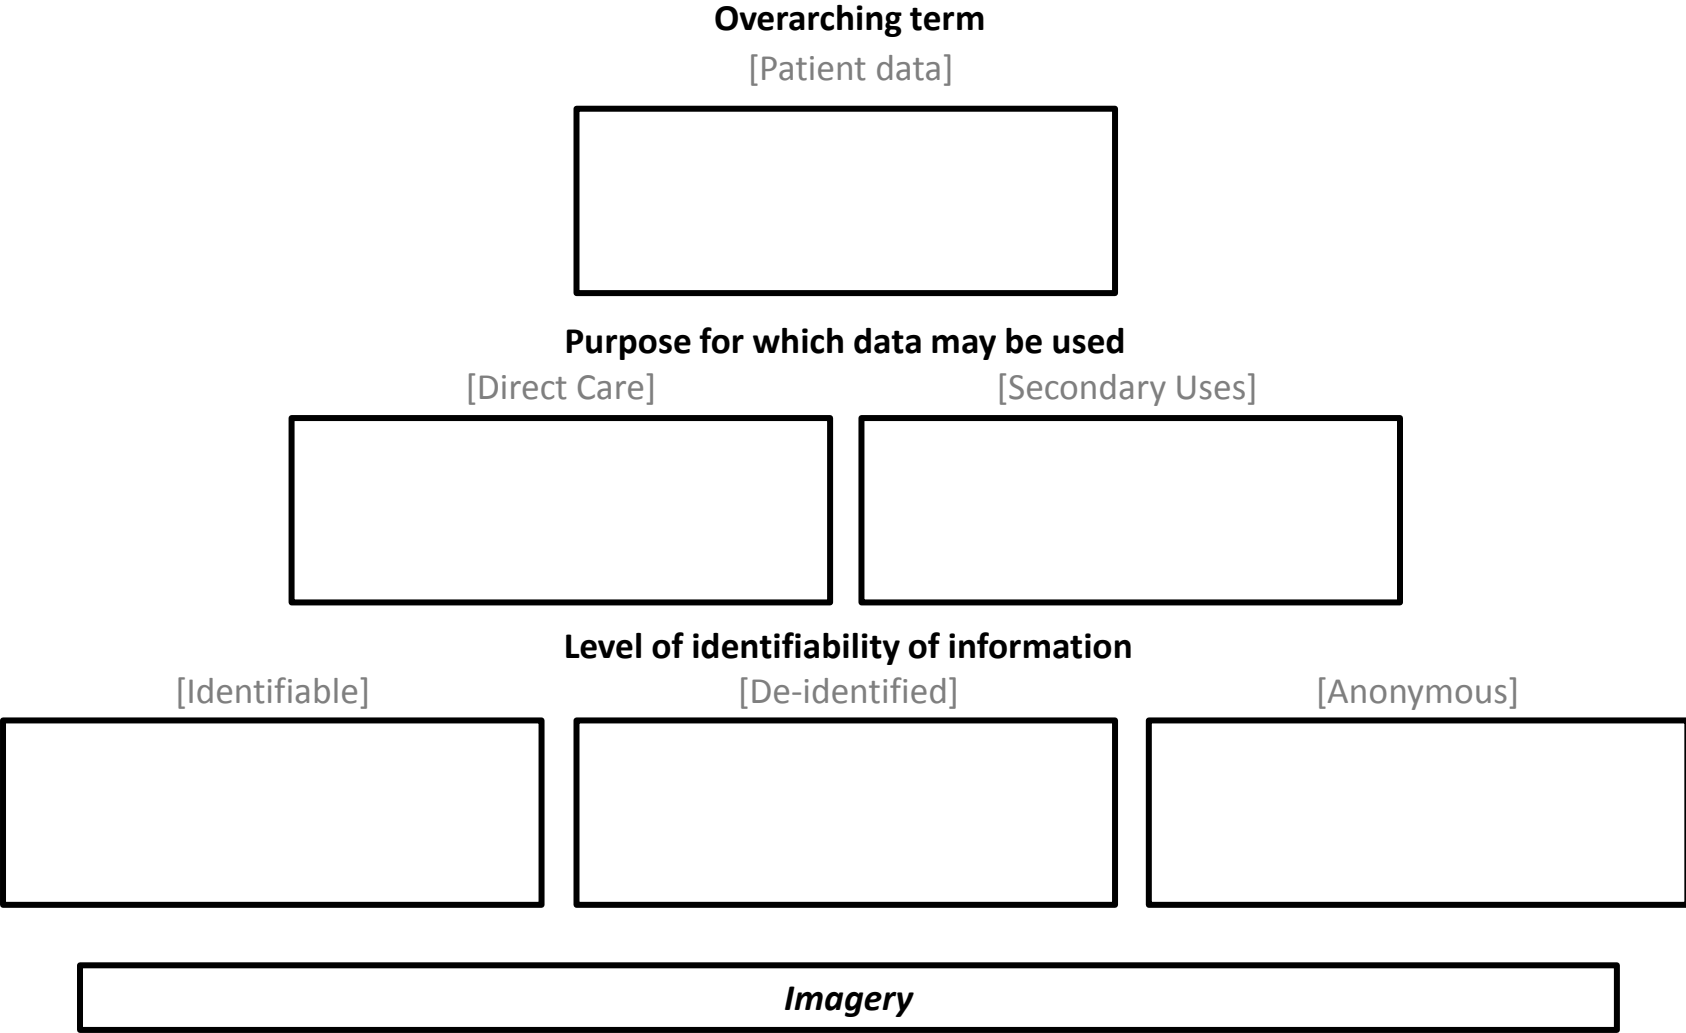 Overarching term
[Patient data]
Purpose for which data may be used
[Direct Care] [Secondary Uses]
Level of identifiability of information
[Identifiable] [De-identified] [Anonymous]
Imagery